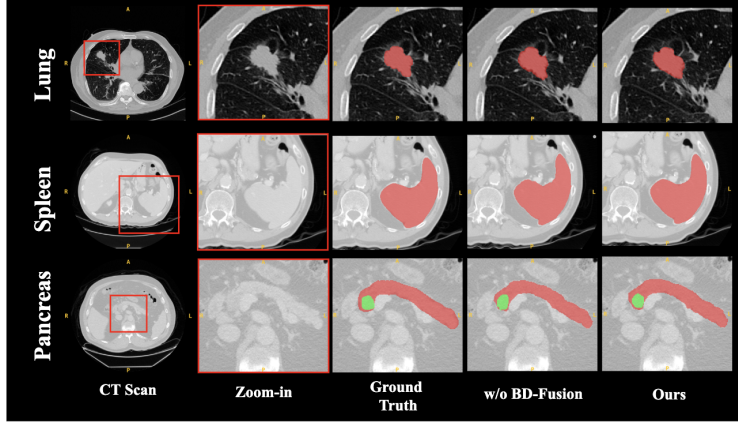 Lung
A
R
L
P
Spleen
A
R
L
P
Pancreas
A
R
L
P
CT Scan
Zoom-in
Ground
Truth
w/o BD-Fusion
Ours